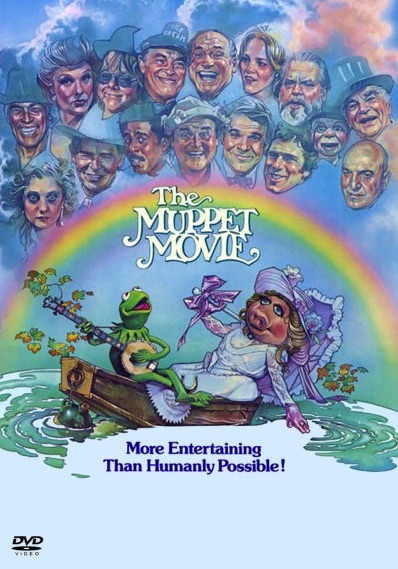 The
MUPPET
MOVIE
More Entertaining
Than Humanly Possible!
DVD
VIDEO